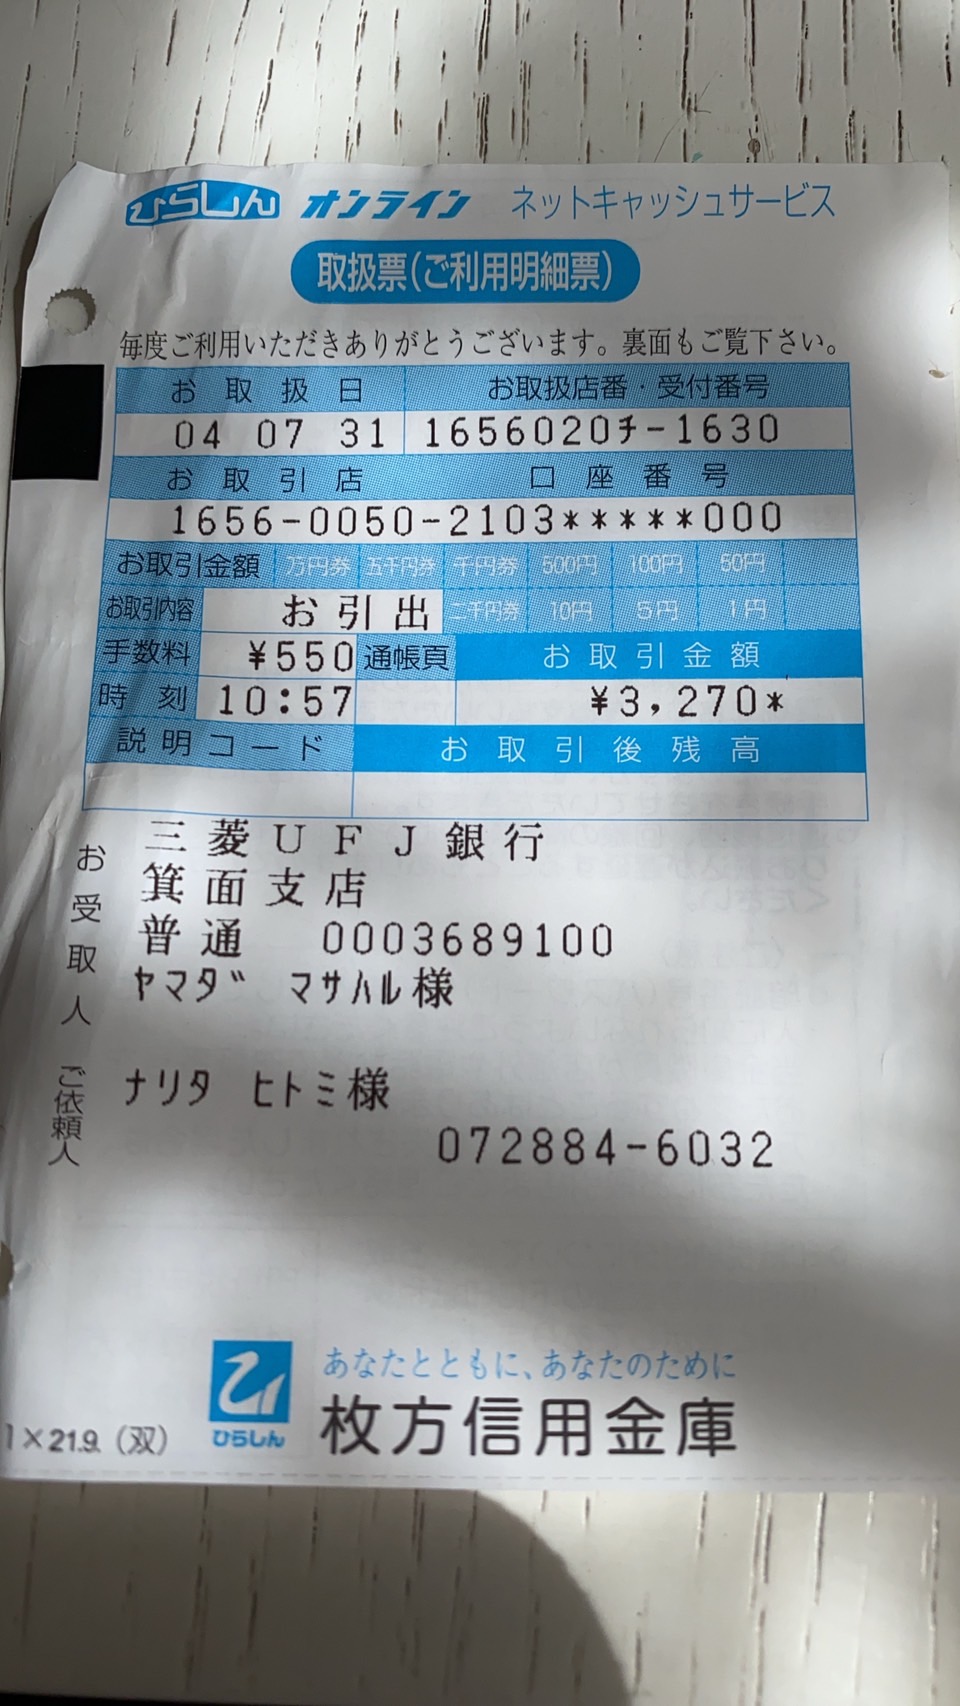 ひらしん オンライン ネットキャッシュサービス
取扱票(ご利用明細票)
毎度ご利用いただきありがとうございます。裏面もご覧下さい。
お取扱日 お取扱店番・受付番号
04 07 31 1656020チ-1630
お取引店 口座番号
1656-0050-2103*****000
お取引金額 万円券 五千円券 千円券 500円 100円 50円
お取引内容 お引出 二千円券 10円 5円 1円
手数料 ¥550 通帳頁 お取引金額
時刻 10:57 ¥3,270*
説明コード お取引後残高
お受取人
三菱UFJ銀行
箕面支店
普通 0003689100
ヤマダ マサハル様
ご依頼人
ナリタ ヒトミ様
072884-6032
あなたとともに、あなたのために
ひらしん 枚方信用金庫
1×21.9.(双)